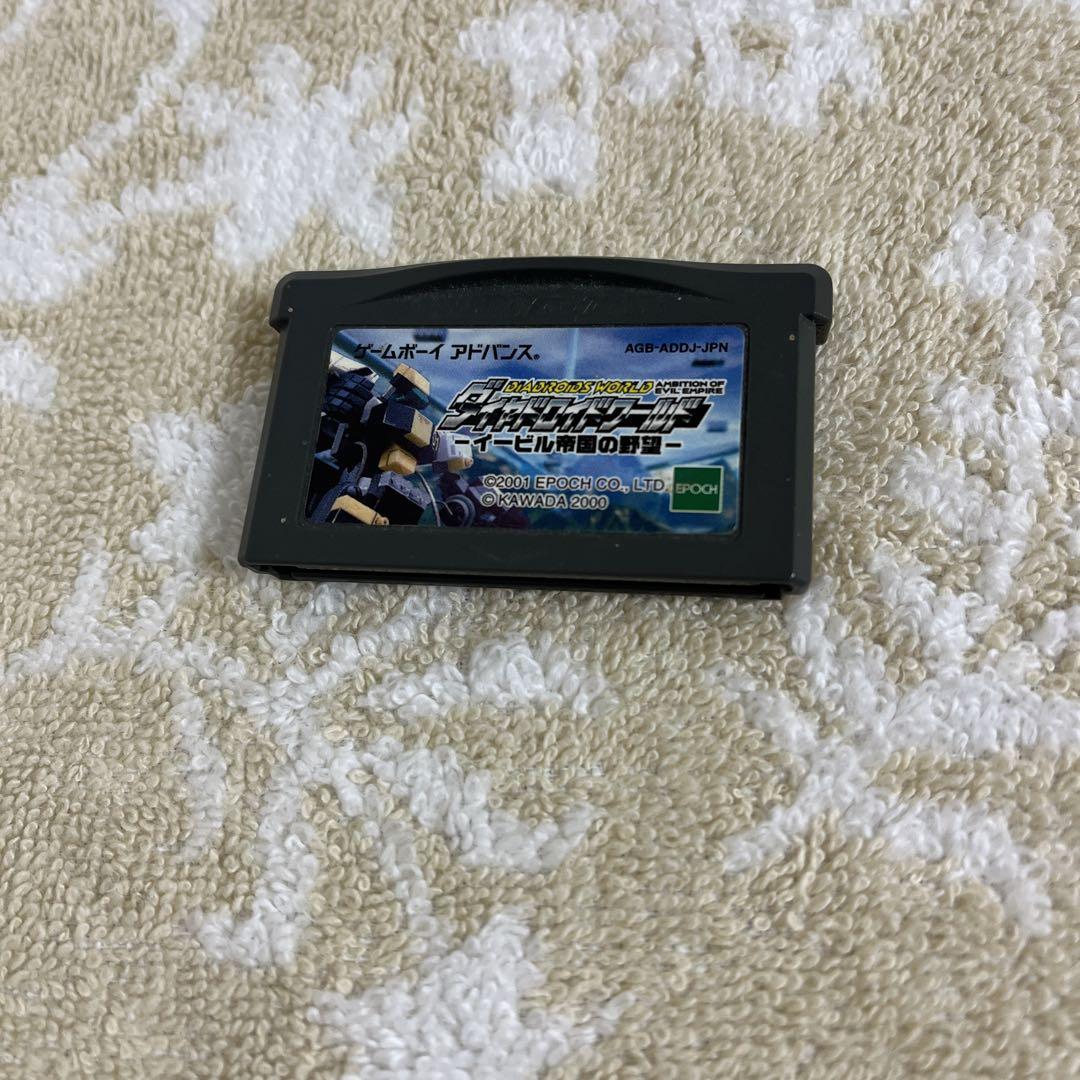 ゲームボーイ アドバンス®
AGB-ADDJ-JPN
DIADROIDS WORLD
AMBITION OF
EVIL EMPIRE
ダイヤドロイドワールド
-イービル帝国の野望-
©2001 EPOCH CO., LTD.
© KAWADA 2000
EPOCH